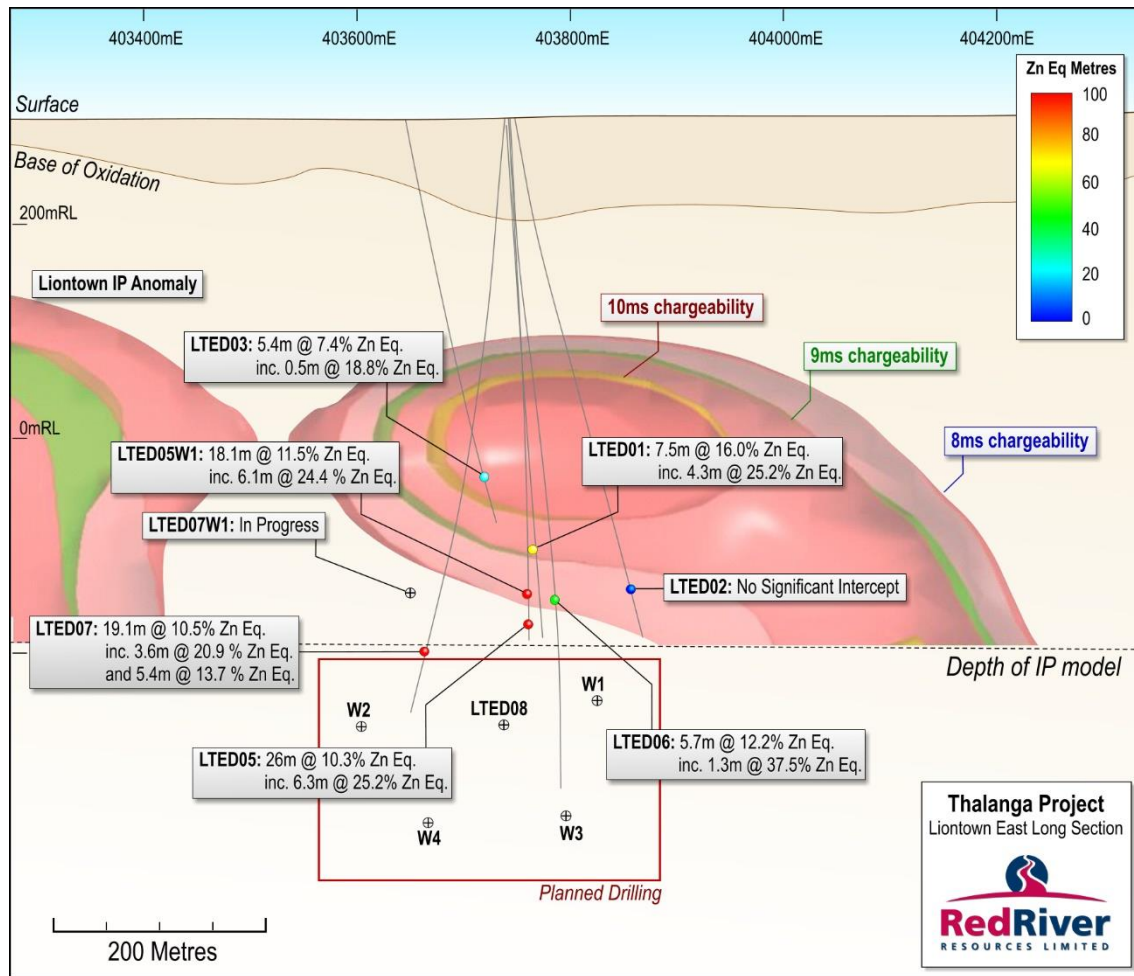 403400mE
403600mE
403800mE
404000mE
404200mE
Zn Eq Metres
100
80
60
40
20
0
Surface
Base of Oxidation
200mRL
Liontown IP Anomaly
10ms chargeability
LTED03: 5.4m @ 7.4% Zn Eq.
inc. 0.5m @ 18.8% Zn Eq.
9ms chargeability
0mRL
8ms chargeability
LTED05W1: 18.1m @ 11.5% Zn Eq.
inc. 6.1m @ 24.4 % Zn Eq.
LTED01: 7.5m @ 16.0% Zn Eq.
inc. 4.3m @ 25.2% Zn Eq.
LTED07W1: In Progress
LTED02: No Significant Intercept
LTED07: 19.1m @ 10.5% Zn Eq.
inc. 3.6m @ 20.9 % Zn Eq.
and 5.4m @ 13.7 % Zn Eq.
Depth of IP model
W1
W2
LTED08
LTED05: 26m @ 10.3% Zn Eq.
inc. 6.3m @ 25.2% Zn Eq.
LTED06: 5.7m @ 12.2% Zn Eq.
inc. 1.3m @ 37.5% Zn Eq.
W4
W3
Planned Drilling
200 Metres
Thalanga Project
Liontown East Long Section
RedRiver
RESOURCES LIMITED